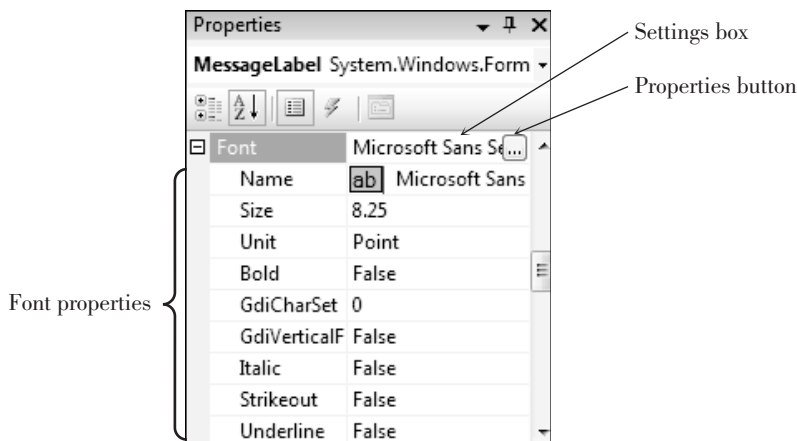 Properties
Settings box
MessageLabel System.Windows.Form
Properties button
Font Microsoft Sans Se...
Name ab Microsoft Sans
Size 8.25
Unit Point
Bold False
Font properties
GdiCharSet 0
GdiVerticalF False
Italic False
Strikeout False
Underline False